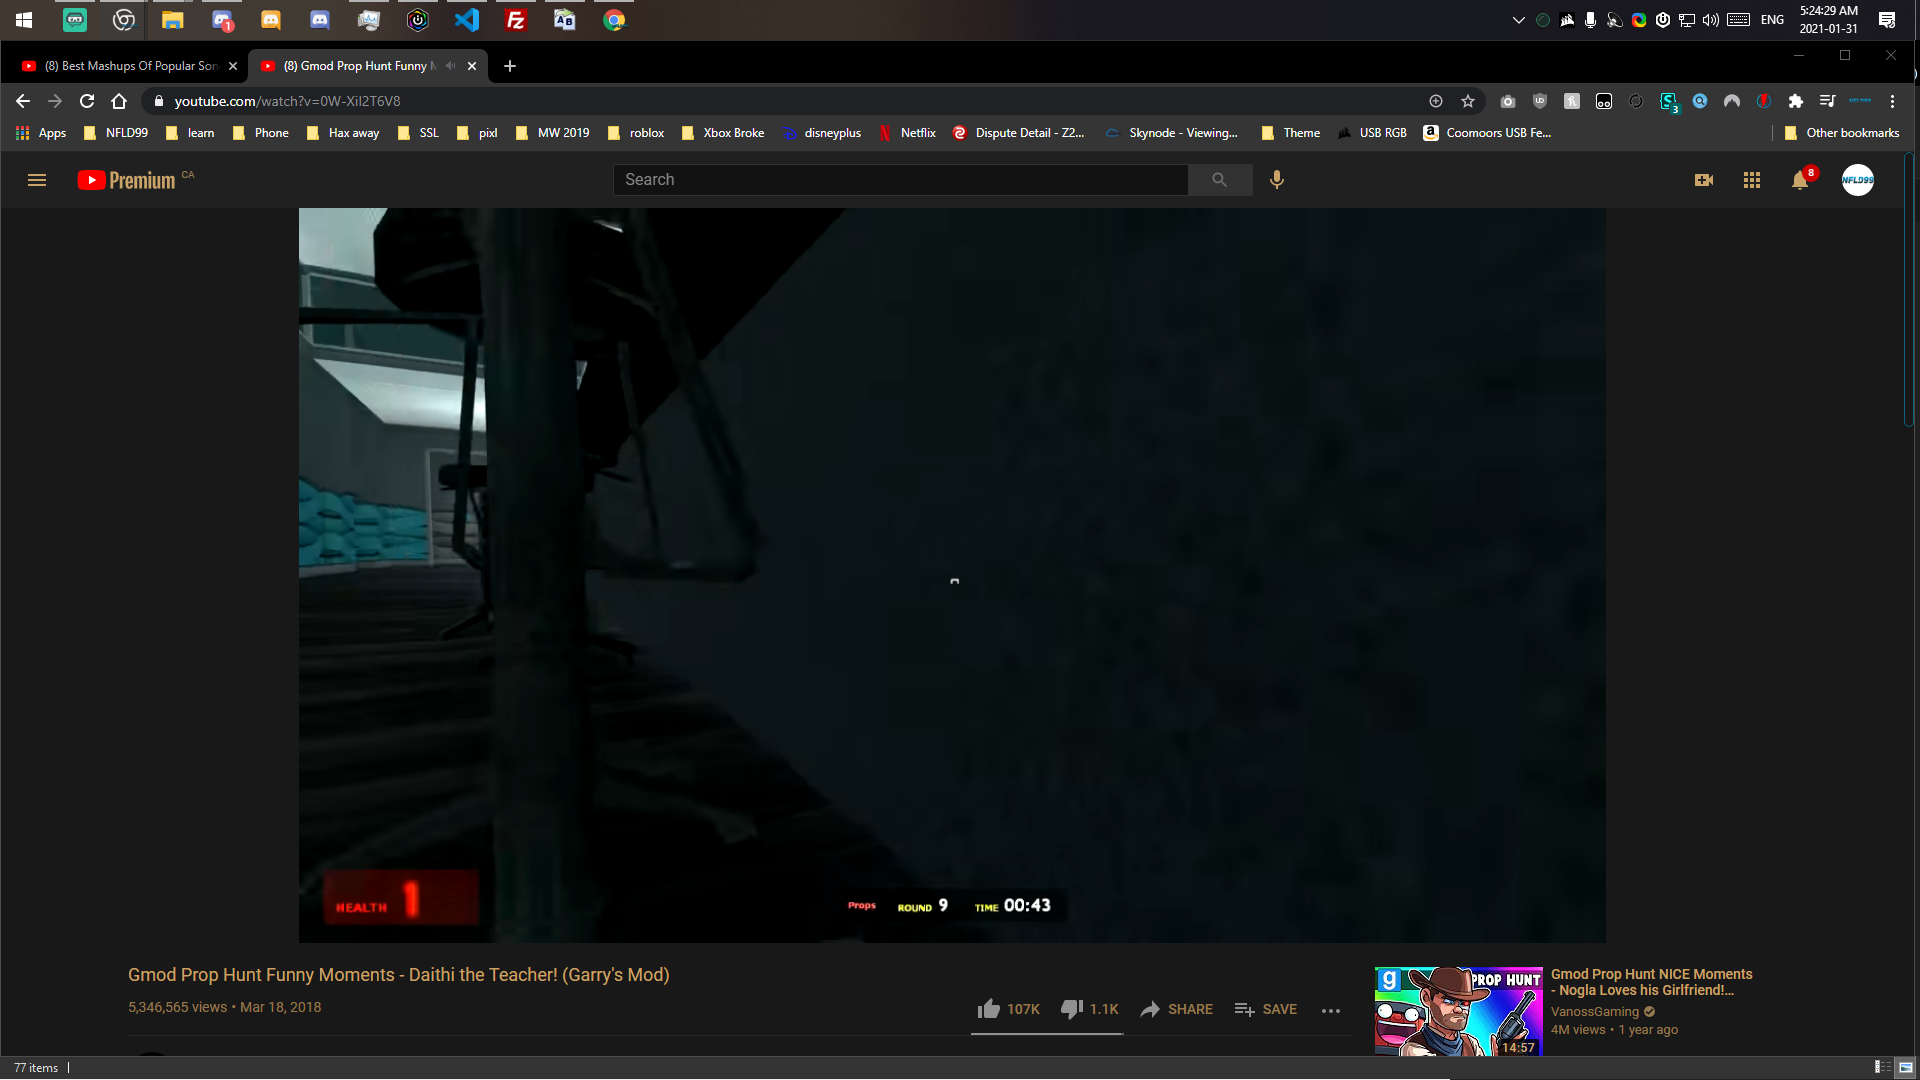 1
ENG
5:24:29 AM
2021-01-31
(8) Best Mashups Of Popular Son
(8) Gmod Prop Hunt Funny M
youtube.com/watch?v=0W-XiI2T6V8
3
Apps
NFLD99
learn
Phone
Hax away
SSL
pixl
MW 2019
roblox
Xbox Broke
disneyplus
Netflix
Dispute Detail - Z2...
Skynode - Viewing...
Theme
USB RGB
Coomoors USB Fe...
Other bookmarks
Premium CA
Search
8
NFLD99
HEALTH 1
Props ROUND 9 TIME 00:43
Gmod Prop Hunt Funny Moments - Daithi the Teacher! (Garry's Mod)
5,346,565 views • Mar 18, 2018
107K
1.1K
SHARE
SAVE
g
PROP HUNT
14:57
Gmod Prop Hunt NICE Moments
- Nogla Loves his Girlfriend!...
VanossGaming
4M views • 1 year ago
77 items